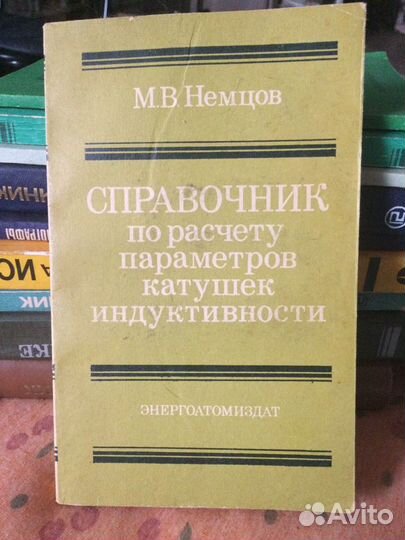 М.В. Немцов
СПРАВОЧНИК
по расчету
параметров
катушек
индуктивности
ЭНЕРГОАТОМИЗДАТ
Avito